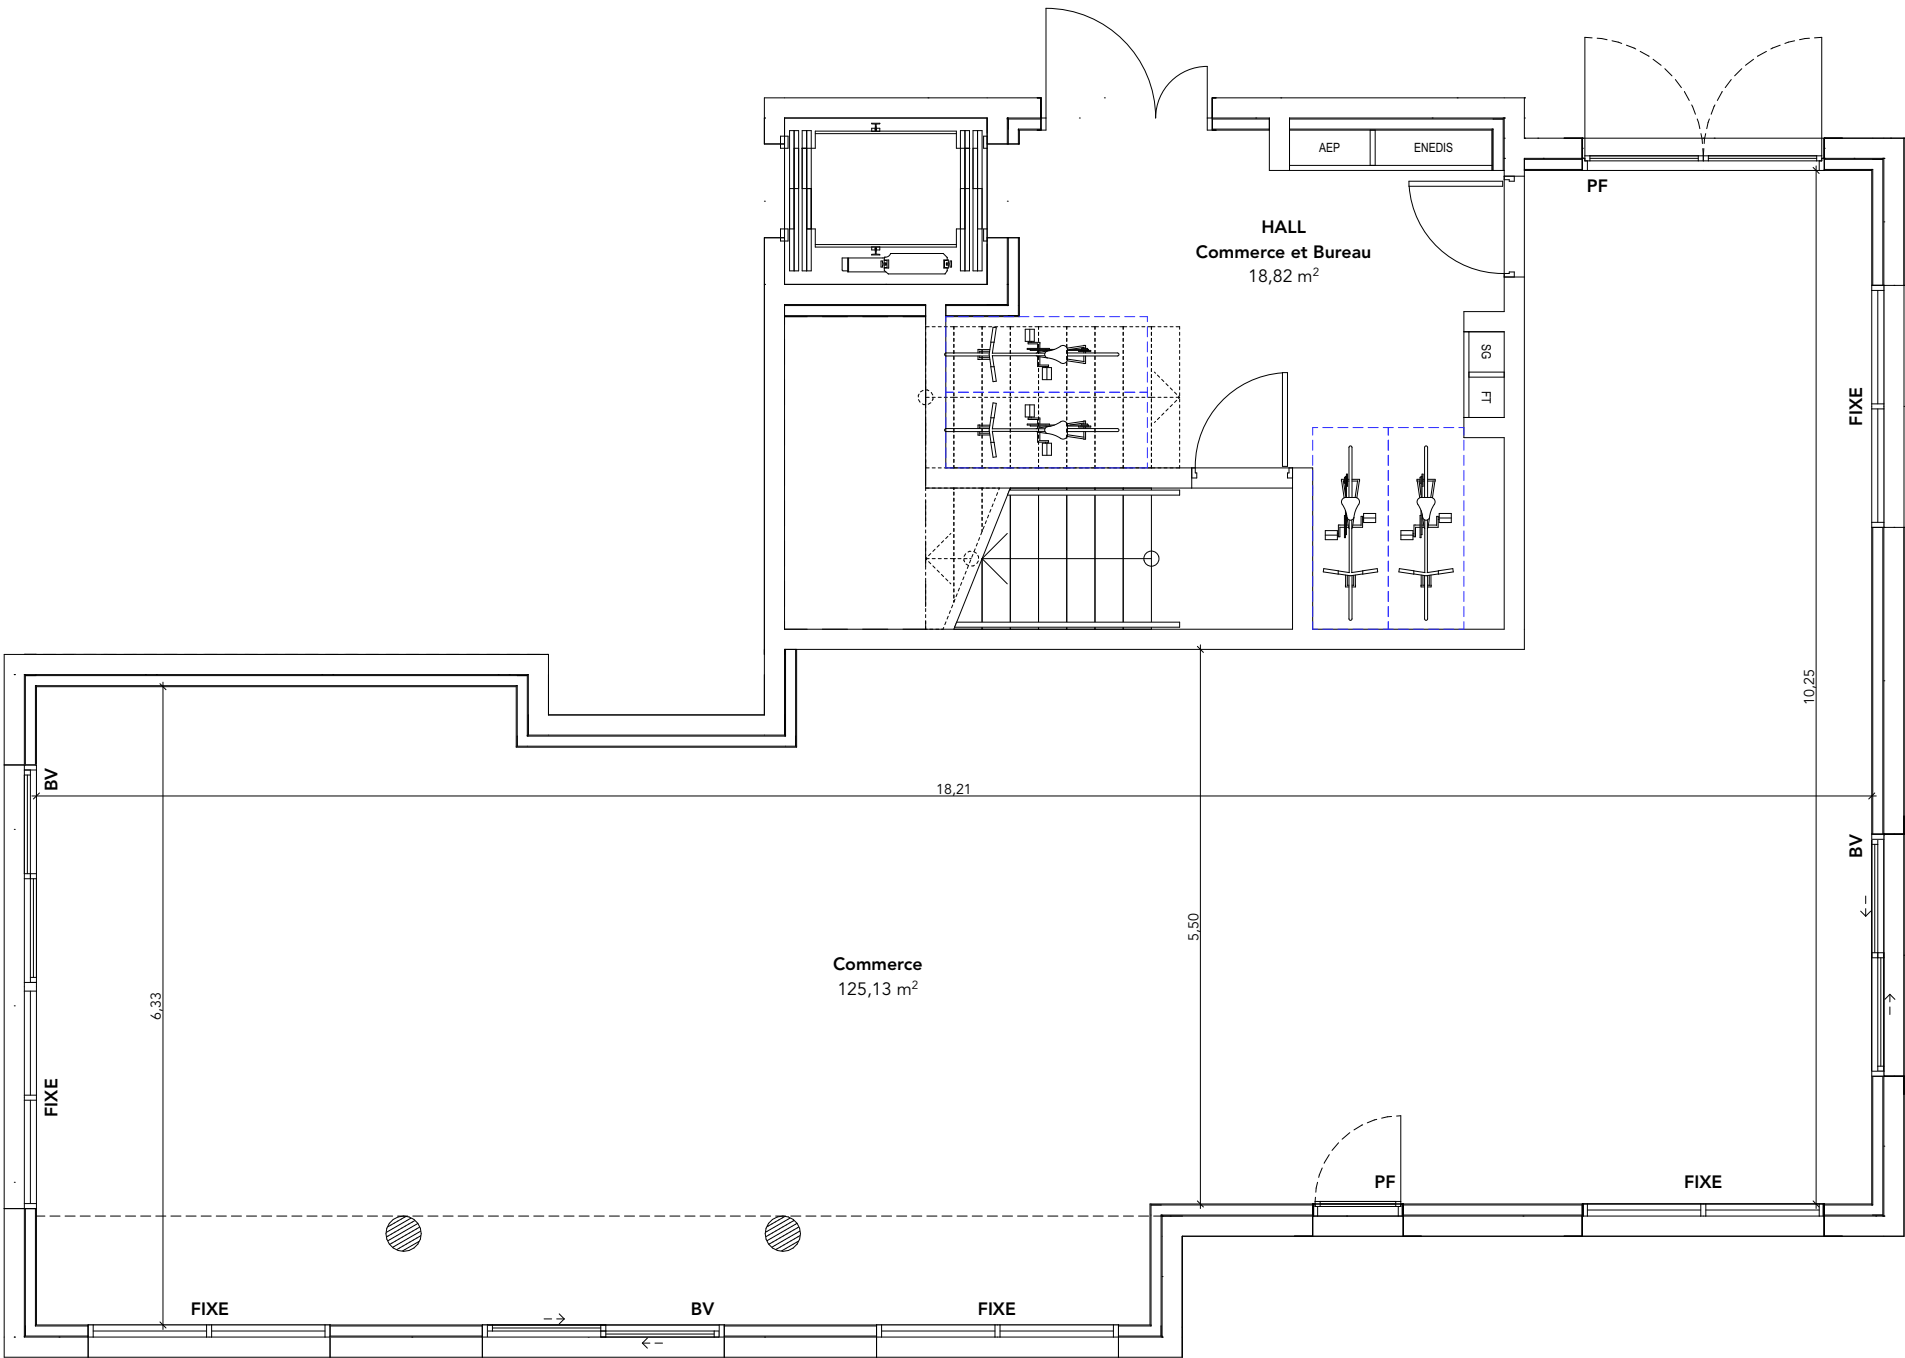 AEP
ENEDIS
PF
HALL
Commerce et Bureau
18,82 m²
SG
FT
FIXE
10,25
BV
18,21
BV
5,50
Commerce
125,13 m²
6,33
FIXE
PF
FIXE
FIXE
BV
FIXE